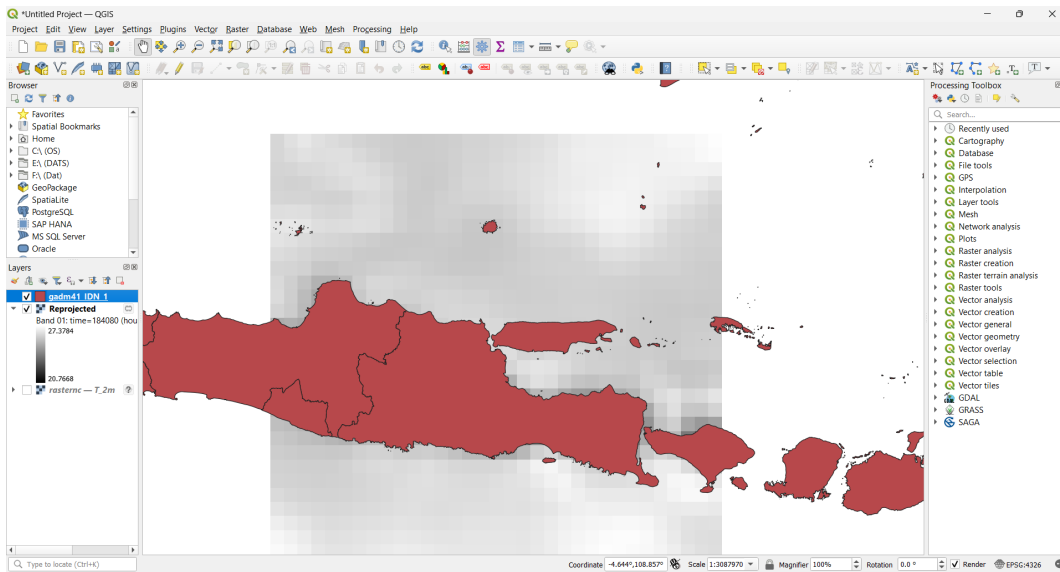 *Untitled Project — QGIS
Project Edit View Layer Settings Plugins Vector Raster Database Web Mesh Processing Help
Browser
Favorites
Spatial Bookmarks
Home
C:\ (OS)
E:\ (DATS)
F:\ (Dat)
GeoPackage
SpatiaLite
PostgreSQL
SAP HANA
MS SQL Server
Oracle
Layers
gadm41_IDN_1
Reprojected
Band 01: time=184080 (hou
27.3784
20.7668
rasternc — T_2m
Processing Toolbox
Search...
Recently used
Cartography
Database
File tools
GPS
Interpolation
Layer tools
Mesh
Network analysis
Plots
Raster analysis
Raster creation
Raster terrain analysis
Raster tools
Vector analysis
Vector creation
Vector general
Vector geometry
Vector overlay
Vector selection
Vector table
Vector tiles
GDAL
GRASS
SAGA
Type to locate (Ctrl+K)
Coordinate -4.644°,108.857° Scale 1:3087970 Magnifier 100% Rotation 0.0 ° Render EPSG:4326